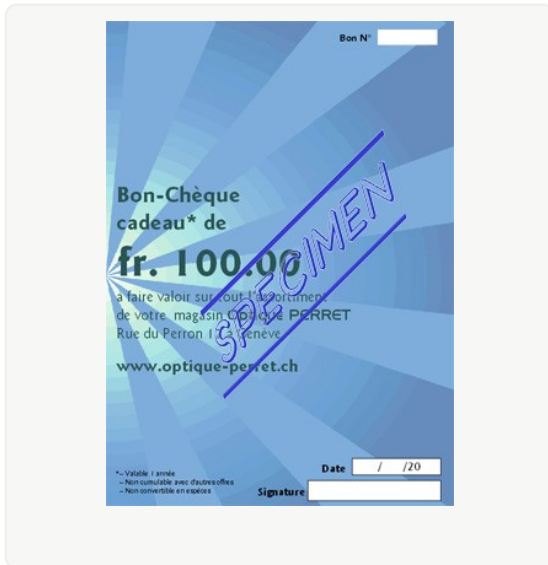 Bon N°
Bon-Chèque
cadeau* de
fr. 100.00
à faire valoir sur tout l'assortiment
de votre magasin Optique PERRET
Rue du Perron 17 à Genève
www.optique-perret.ch
SPECIMEN
Date / /20
*– Valable 1 année
– Non cumulable avec d'autres offres
– Non convertible en espèces
Signature